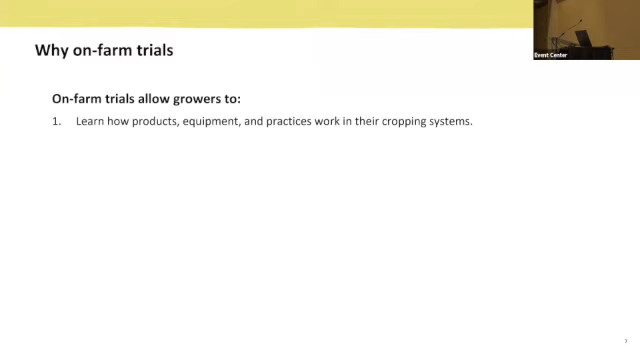 Event Center
Why on-farm trials
On-farm trials allow growers to:
1. Learn how products, equipment, and practices work in their cropping systems.
7